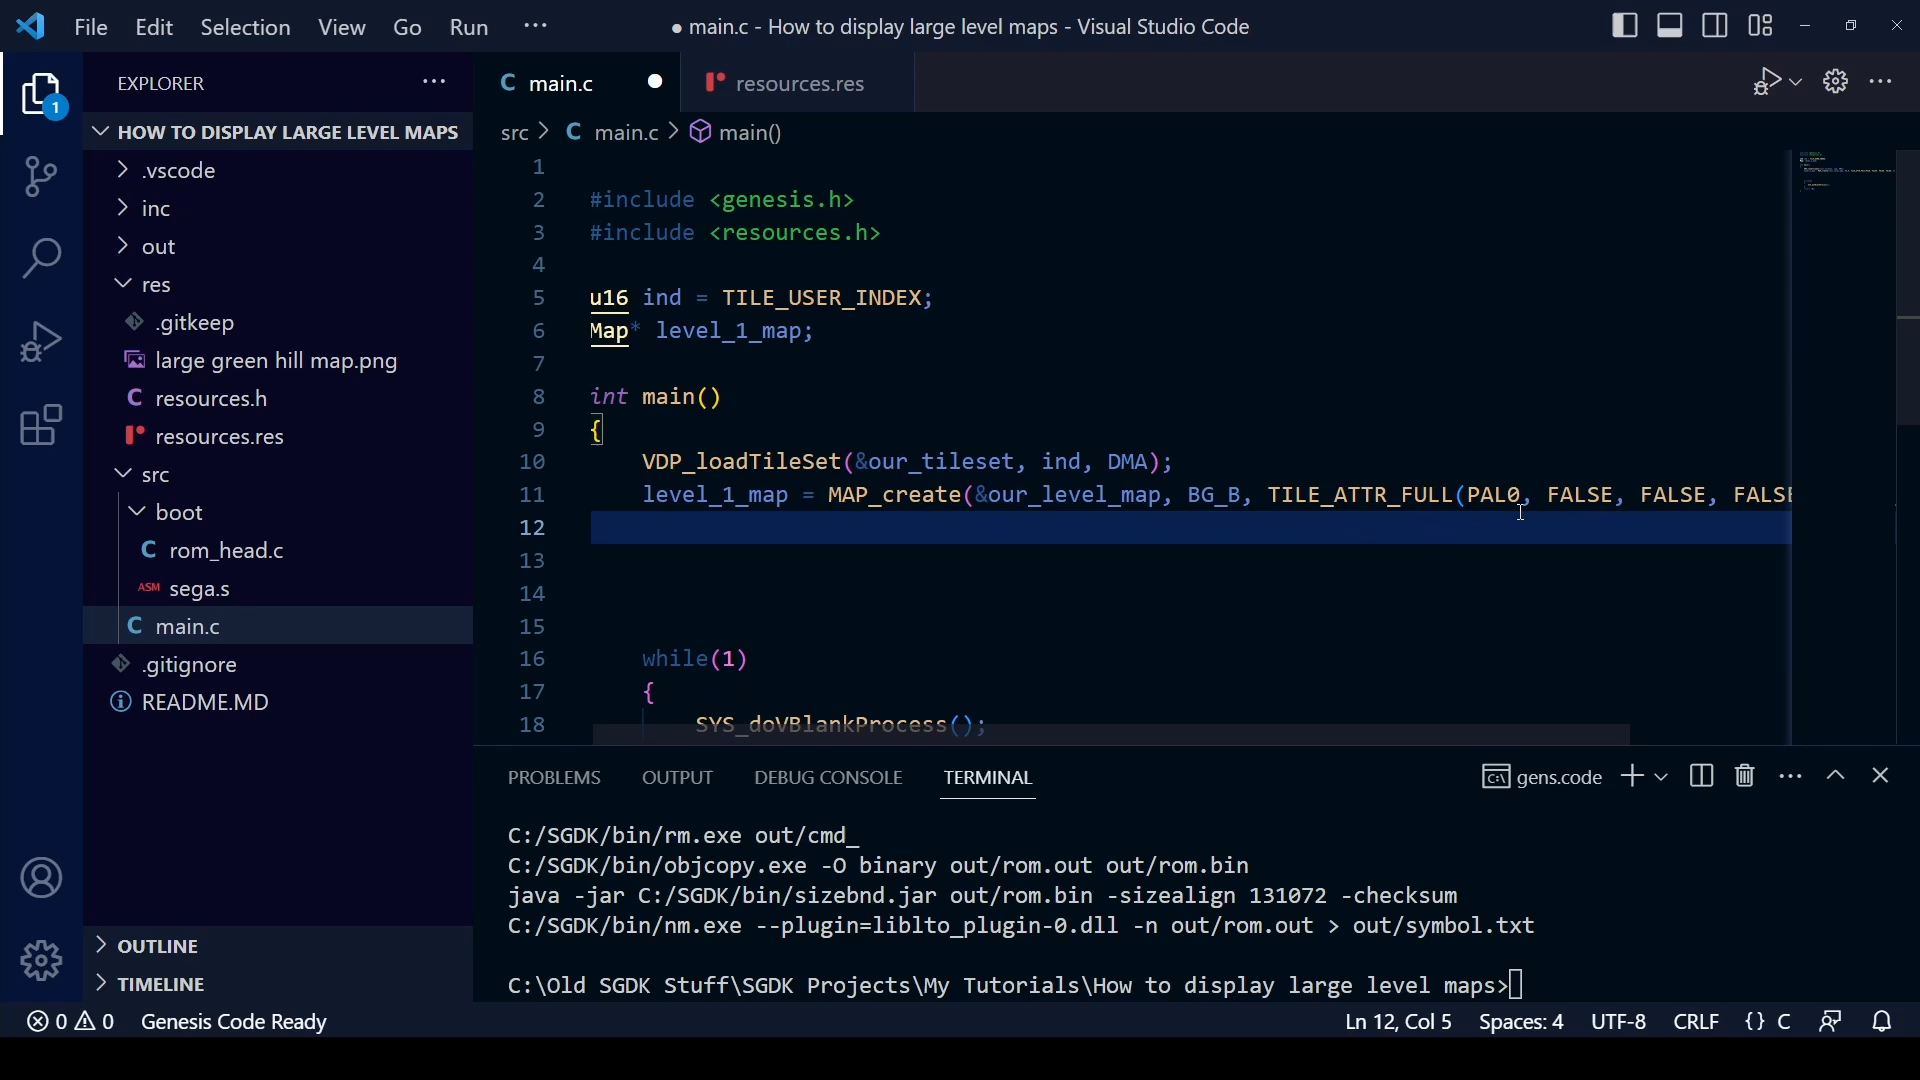 File Edit Selection View Go Run ···
● main.c - How to display large level maps - Visual Studio Code
EXPLORER
HOW TO DISPLAY LARGE LEVEL MAPS
.vscode
inc
out
res
.gitkeep
large green hill map.png
C resources.h
resources.res
src
boot
C rom_head.c
ASM sega.s
C main.c
.gitignore
README.MD
OUTLINE
TIMELINE
1
C main.c ●
resources.res
src > C main.c > main()
1
2 #include <genesis.h>
3 #include <resources.h>
4
5 u16 ind = TILE_USER_INDEX;
6 Map* level_1_map;
7
8 int main()
9 {
10 VDP_loadTileSet(&our_tileset, ind, DMA);
11 level_1_map = MAP_create(&our_level_map, BG_B, TILE_ATTR_FULL(PAL0, FALSE, FALSE, FALSE
12
13
14
15
16 while(1)
17 {
18 SYS_doVBlankProcess();
PROBLEMS OUTPUT DEBUG CONSOLE TERMINAL
gens.code
C:/SGDK/bin/rm.exe out/cmd_
C:/SGDK/bin/objcopy.exe -O binary out/rom.out out/rom.bin
java -jar C:/SGDK/bin/sizebnd.jar out/rom.bin -sizealign 131072 -checksum
C:/SGDK/bin/nm.exe --plugin=liblto_plugin-0.dll -n out/rom.out > out/symbol.txt
C:\Old SGDK Stuff\SGDK Projects\My Tutorials\How to display large level maps>
0 0 Genesis Code Ready
Ln 12, Col 5 Spaces: 4 UTF-8 CRLF {} C